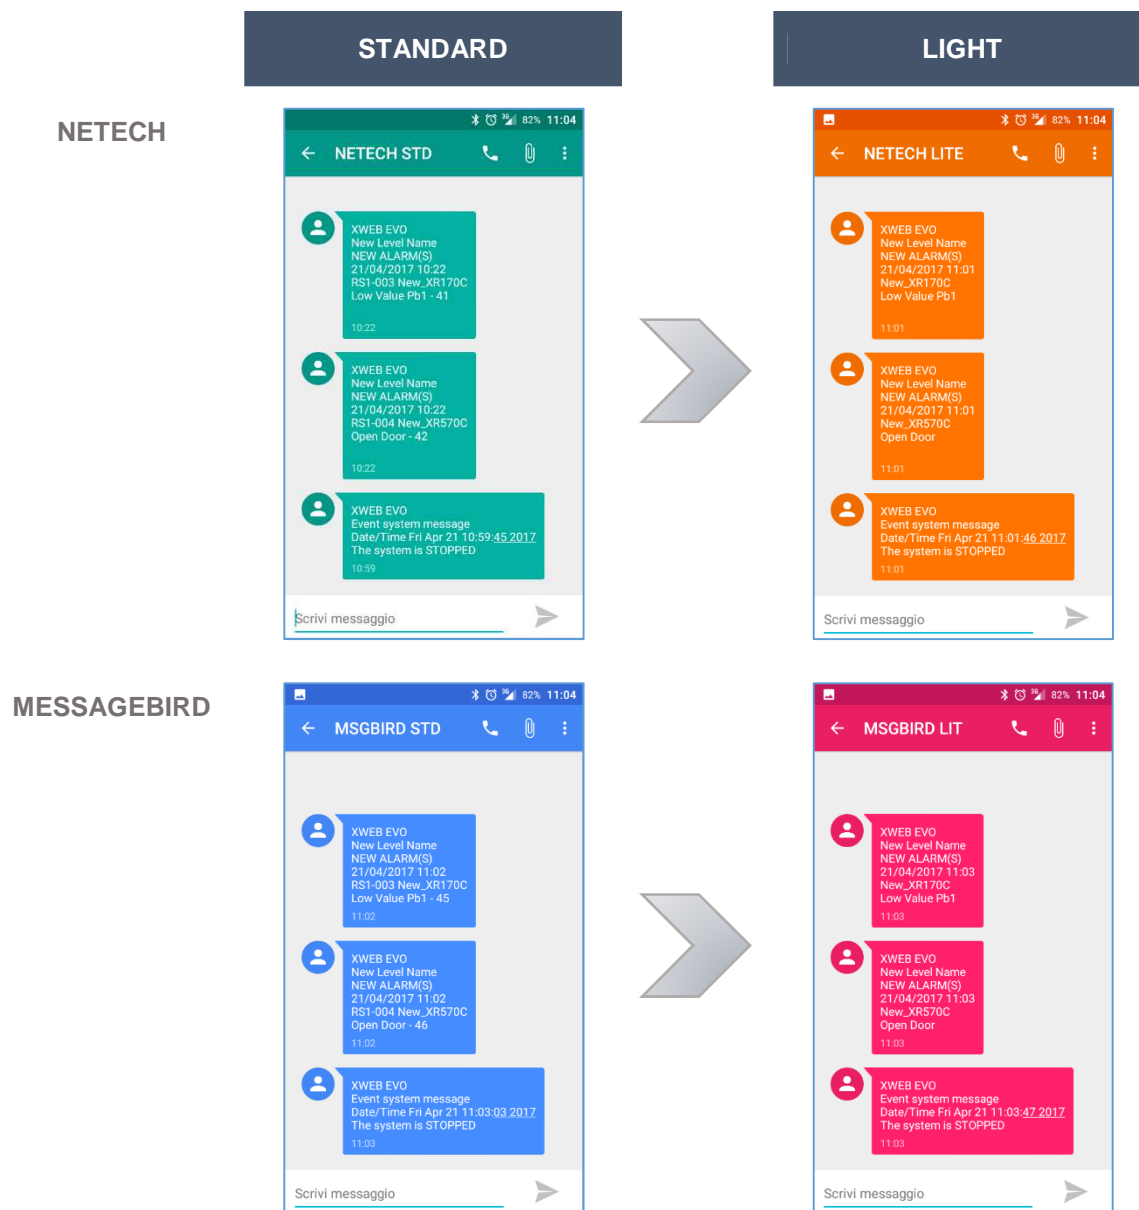 STANDARD
LIGHT
NETECH
82% 11:04
NETECH STD
XWEB EVO
New Level Name
NEW ALARM(S)
21/04/2017 10:22
RS1-003 New_XR170C
Low Value Pb1 - 41
10:22
XWEB EVO
New Level Name
NEW ALARM(S)
21/04/2017 10:22
RS1-004 New_XR570C
Open Door - 42
10:22
XWEB EVO
Event system message
Date/Time Fri Apr 21 10:59:45 2017
The system is STOPPED
10:59
Scrivi messaggio
82% 11:04
NETECH LITE
XWEB EVO
New Level Name
NEW ALARM(S)
21/04/2017 11:01
New_XR170C
Low Value Pb1
11:01
XWEB EVO
New Level Name
NEW ALARM(S)
21/04/2017 11:01
New_XR570C
Open Door
11:01
XWEB EVO
Event system message
Date/Time Fri Apr 21 11:01:46 2017
The system is STOPPED
11:01
Scrivi messaggio
MESSAGEBIRD
82% 11:04
MSGBIRD STD
XWEB EVO
New Level Name
NEW ALARM(S)
21/04/2017 11:02
RS1-003 New_XR170C
Low Value Pb1 - 45
11:02
XWEB EVO
New Level Name
NEW ALARM(S)
21/04/2017 11:02
RS1-004 New_XR570C
Open Door - 46
11:02
XWEB EVO
Event system message
Date/Time Fri Apr 21 11:03:03 2017
The system is STOPPED
11:03
Scrivi messaggio
82% 11:04
MSGBIRD LIT
XWEB EVO
New Level Name
NEW ALARM(S)
21/04/2017 11:03
New_XR170C
Low Value Pb1
11:03
XWEB EVO
New Level Name
NEW ALARM(S)
21/04/2017 11:03
New_XR570C
Open Door
11:03
XWEB EVO
Event system message
Date/Time Fri Apr 21 11:03:47 2017
The system is STOPPED
11:03
Scrivi messaggio